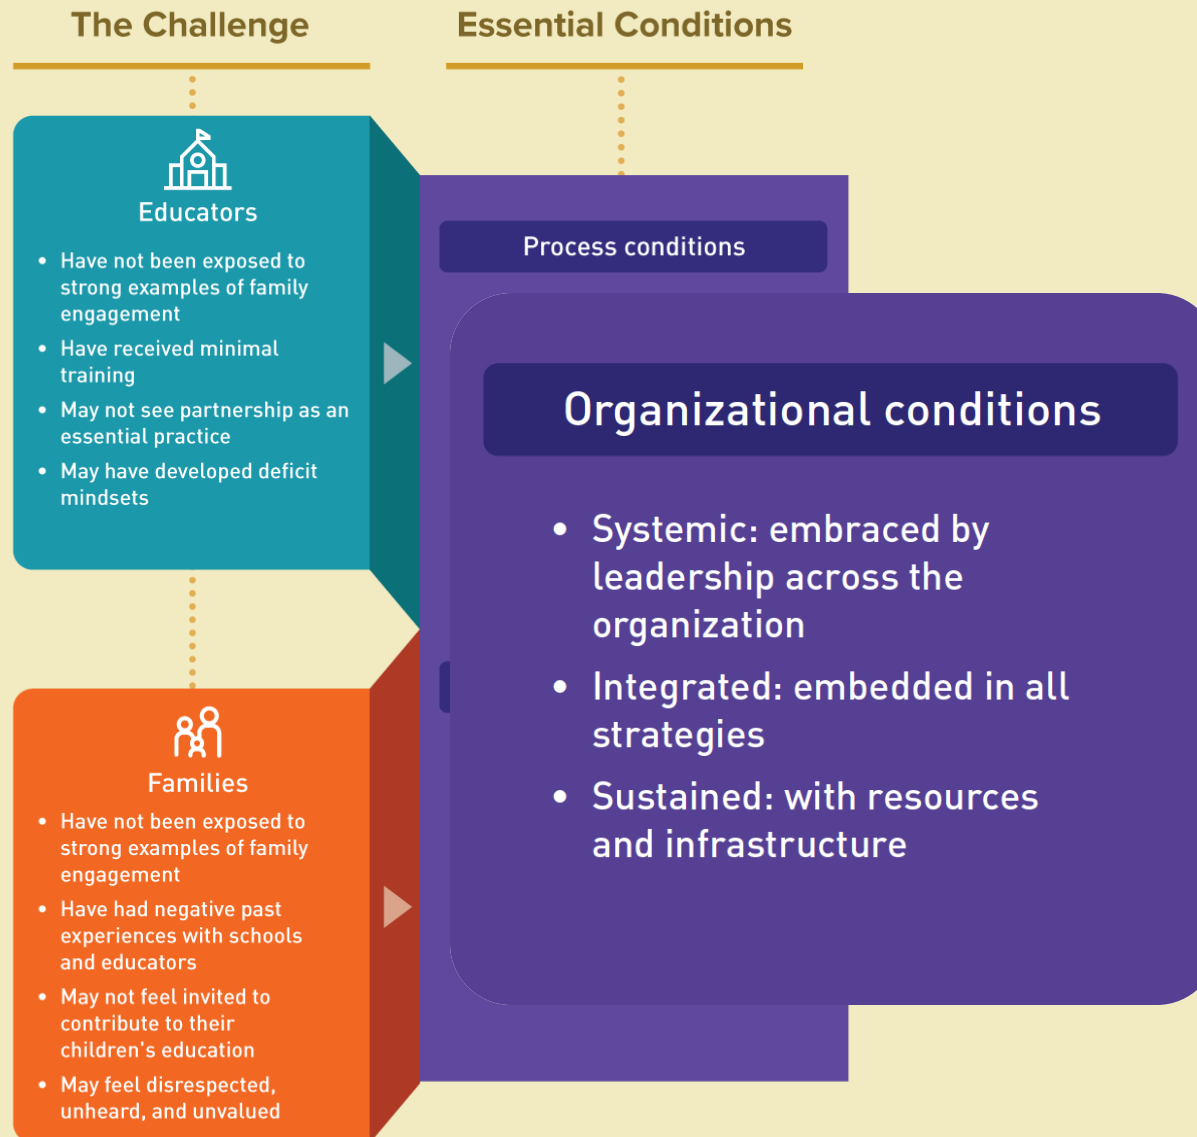 The Challenge
Essential Conditions
Educators
• Have not been exposed to
strong examples of family
engagement
• Have received minimal
training
• May not see partnership as an
essential practice
• May have developed deficit
mindsets
Families
• Have not been exposed to
strong examples of family
engagement
• Have had negative past
experiences with schools
and educators
• May not feel invited to
contribute to their
children's education
• May feel disrespected,
unheard, and unvalued
Process conditions
Organizational conditions
• Systemic: embraced by
leadership across the
organization
• Integrated: embedded in all
strategies
• Sustained: with resources
and infrastructure